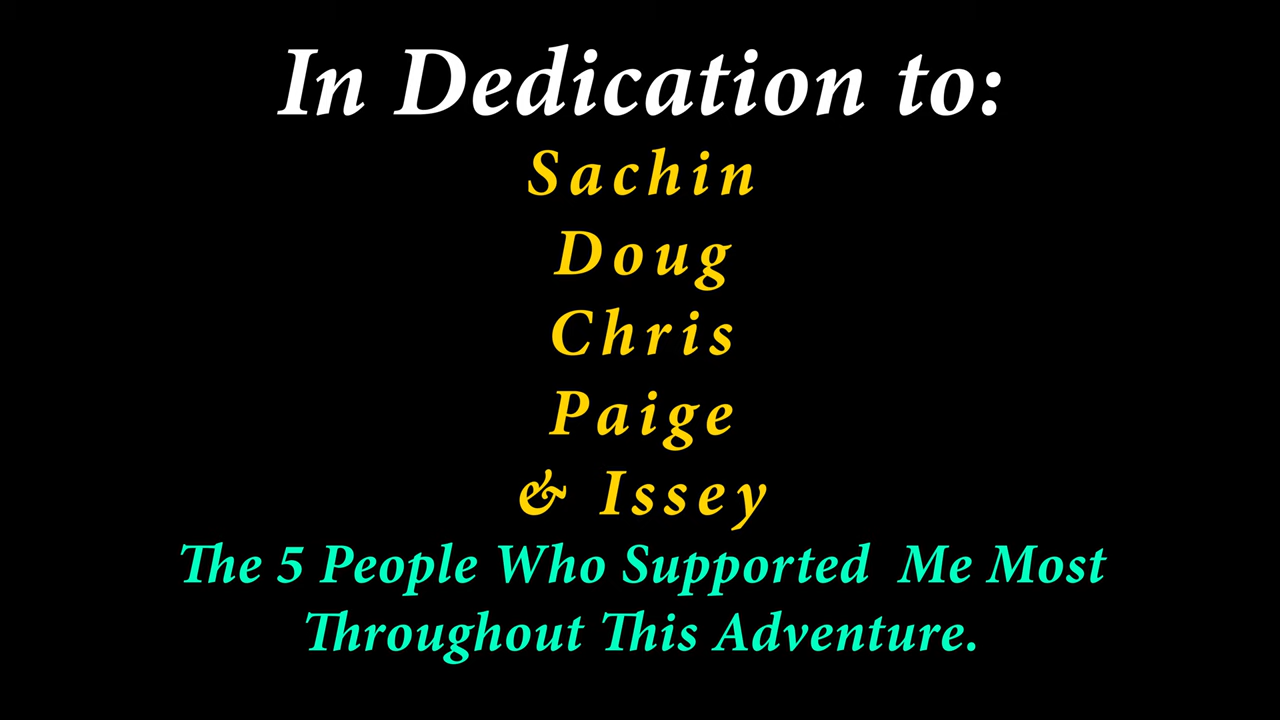 In Dedication to:
Sachin
Doug
Chris
Paige
& Issey
The 5 People Who Supported  Me Most
Throughout This Adventure.